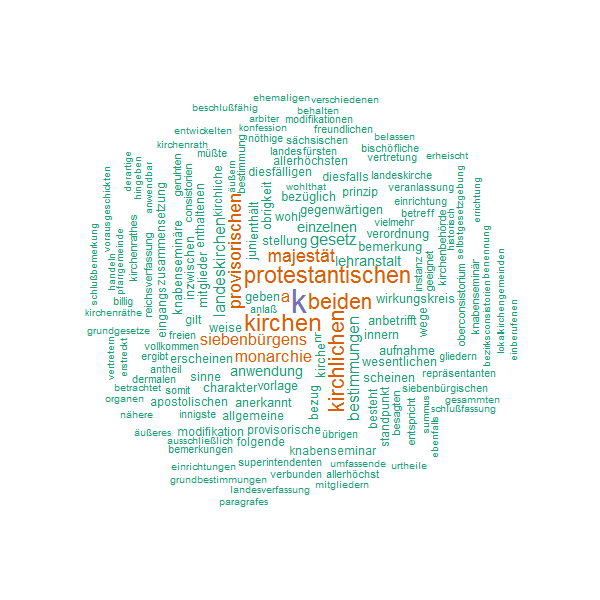 ehemaligen
verschiedenen
beschlußfähig
behalten
arbiter
modifikationen
entwickelten
konfession
freundlichen
nöthige
sächsischen
belassen
kirchenrath
landesfürsten
bischöfliche
müßte
allerhöchsten
vertretung
erheischt
derartige
hingeben
anwendbar
geruhten
consistorien
kirchliche
äußern
bestimmung
diesfälligen
diesfalls
landeskirche
wohlthat
prinzip
veranlassung
selbstgesetzgebung
errichtung
vorausgeschickten
zusammensetzung
knabenseminäre
enthaltenen
provisorischen
obrigkeit
bezüglich
einrichtung
enthält
gegenwärtigen
betreff
historisch
wohl
einzelnen
verordnung
kirchenbehörde
handeln
pfarrgemeinde
kirchenrathes
landeskirchen
juni
stellung
gesetz
bemerkung
benennung
schlußbemerkung
reichsverfassung
eingangs
inzwischen
mitglieder
majestät
lehranstalt
instanz
geeignet
oberconsistorium
knabenseminär
protestantischen
billig
geben
a
k
beiden
wirkungskreis
bezirksconsistorien
lokalkirchengemeinden
kirchenräthe
anlaß
gilt
weise
kirchen
anbetrifft
wege
a
einberufenen
grundgesetze
freien
siebenbürgens
innern
vertretern
erstreckt
vollkommen
ergibt
erscheinen
monarchie
kirche
nr
kirchlichen
bestimmungen
aufnahme
wesentlichen
gliedern
antheil
sinne
anwendung
scheinen
repräsentanten
dermalen
betrachtet
somit
charakter
vorlage
bezug
besteht
siebenbürgischen
organen
apostolischen
anerkannt
standpunkt
besagten
entspricht
summus
ebenfalls
gesammten
schlußfassung
nähere
innigste
allgemeine
äußeres
modifikation
provisorische
übrigen
ausschließlich
folgende
bemerkungen
knabenseminar
einrichtungen
superintendenten
umfassende
urtheile
grundbestimmungen
verbunden
allerhöchst
landesverfassung
mitgliedern
paragrafes
vielmehr